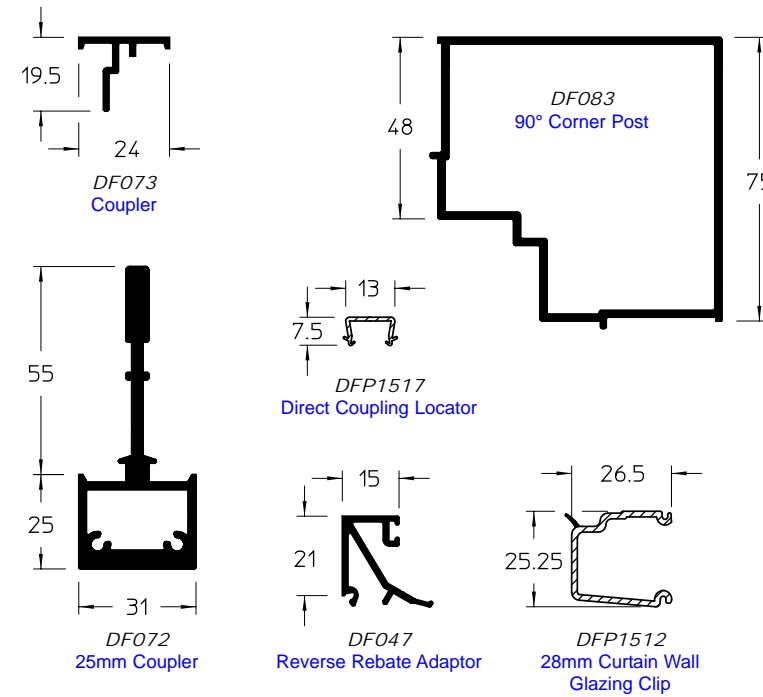 19.5
24
DF073
Coupler
48
DF083
90° Corner Post
55
25
31
DF072
25mm Coupler
13
7.5
DFP1517
Direct Coupling Locator
15
21
DF047
Reverse Rebate Adaptor
26.5
25.25
DFP1512
28mm Curtain Wall
Glazing Clip